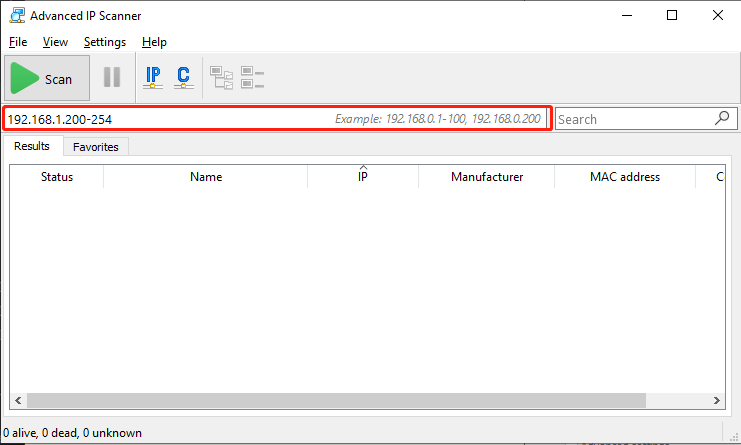 Advanced IP Scanner
File View Settings Help
Scan IP C
192.168.1.200-254 Example: 192.168.0.1-100, 192.168.0.200 Search
Results Favorites
Status Name IP Manufacturer MAC address C
0 alive, 0 dead, 0 unknown